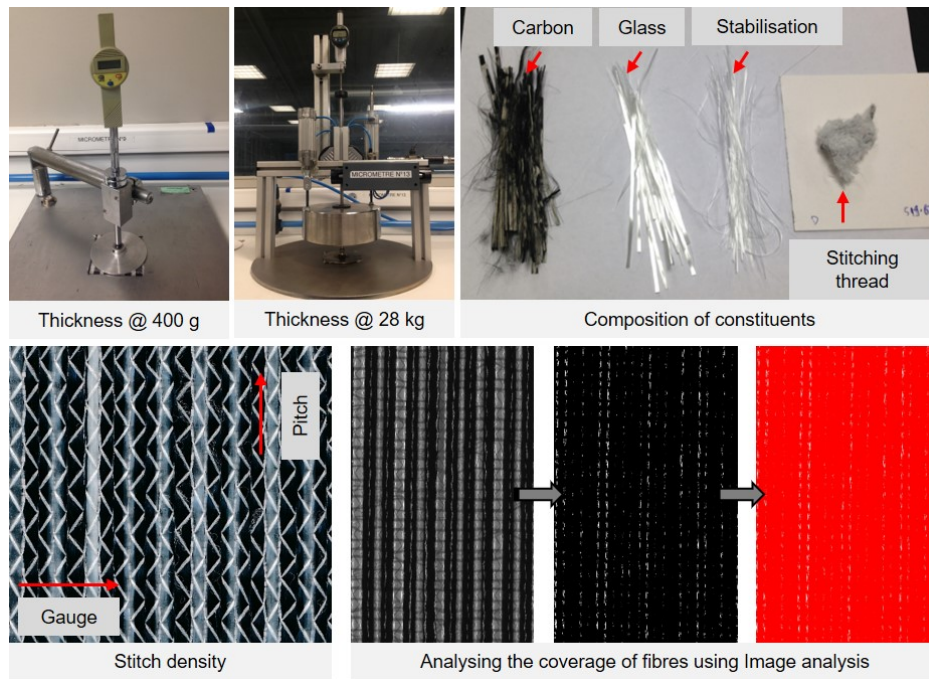 MICROMETRE N°9
Thickness @ 400 g
MICROMETRE N°13
Thickness @ 28 kg
Carbon
Glass
Stabilisation
D
Stitching
thread
Composition of constituents
Pitch
Gauge
Stitch density
Analysing the coverage of fibres using Image analysis